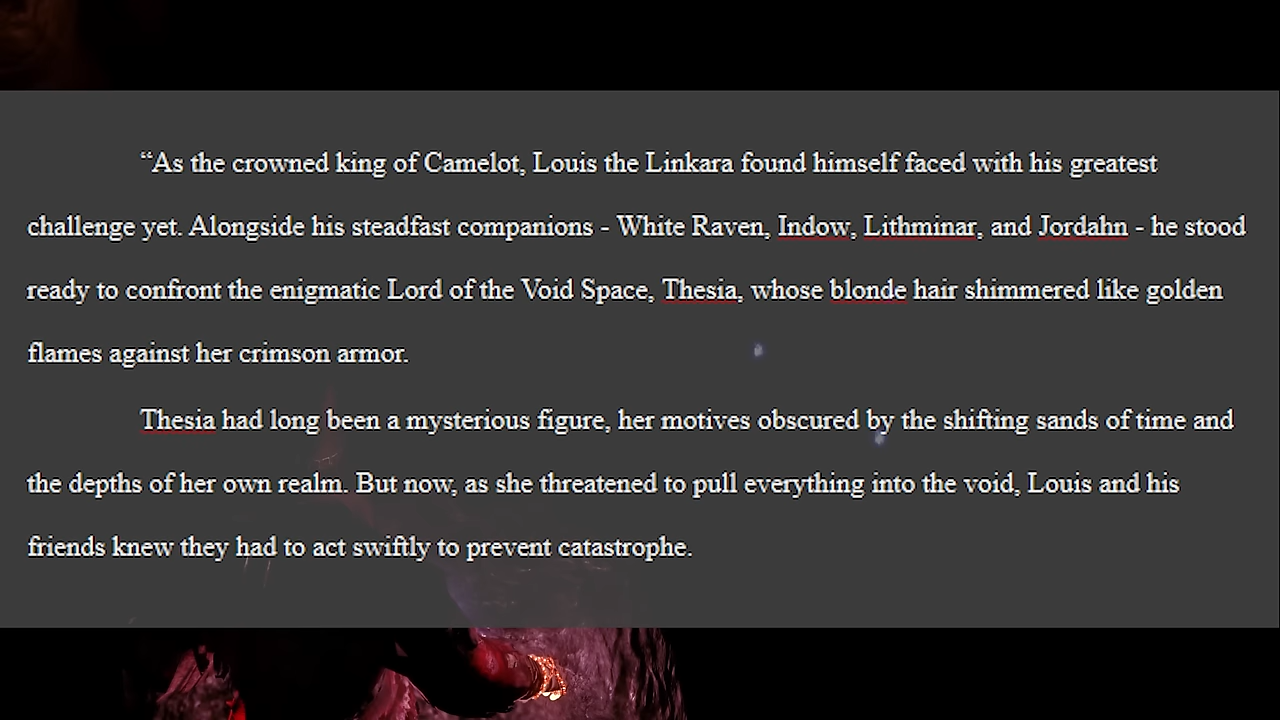 “As the crowned king of Camelot, Louis the Linkara found himself faced with his greatest
challenge yet. Alongside his steadfast companions - White Raven, Indow, Lithminar, and Jordahn - he stood
ready to confront the enigmatic Lord of the Void Space, Thesia, whose blonde hair shimmered like golden
flames against her crimson armor.
Thesia had long been a mysterious figure, her motives obscured by the shifting sands of time and
the depths of her own realm. But now, as she threatened to pull everything into the void, Louis and his
friends knew they had to act swiftly to prevent catastrophe.